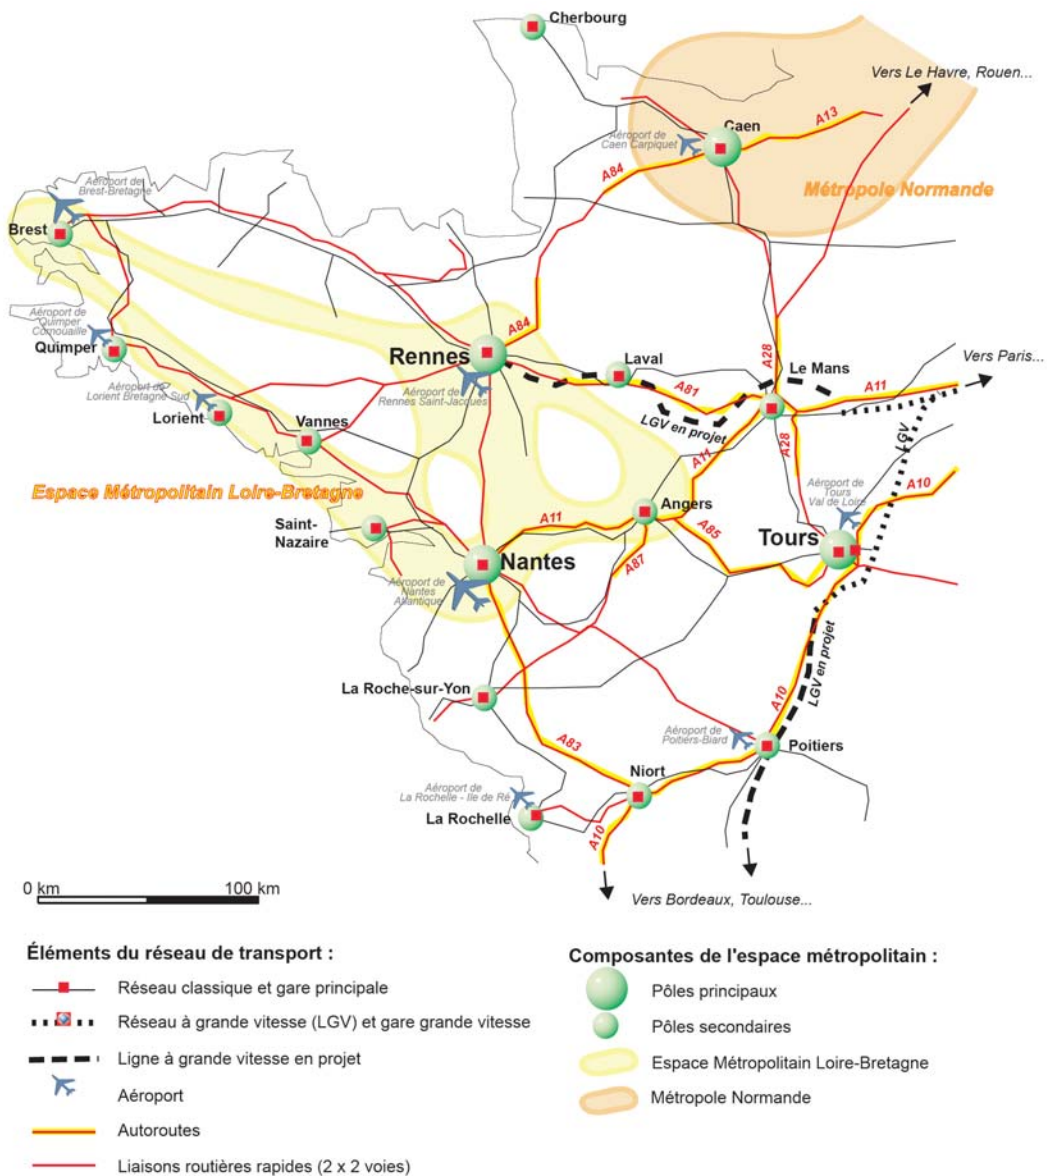 Cherbourg
Vers Le Havre, Rouen...
A13
Caen
Aéroport de
Caen Carpiquet
A84
Métropole Normande
Aéroport de
Brest-Bretagne
Brest
Aéroport de
Quimper
Cornouaille
Quimper
A84
Rennes
Aéroport de
Rennes Saint-Jacques
Laval
A81
LGV en projet
A28
Le Mans
A11
Vers Paris...
Aéroport de
Lorient Bretagne Sud
Lorient
Vannes
A11
A28
LGV
Espace Métropolitain Loire-Bretagne
Aéroport de
Tours
Val de Loire
A10
Saint-
Nazaire
A11
Angers
A85
Tours
Nantes
A87
Aéroport de
Nantes
Atlantique
LGV en projet
La Roche-sur-Yon
A10
A83
Aéroport de
Poitiers-Biard
Poitiers
Niort
Aéroport de
La Rochelle - Ile de Ré
La Rochelle
A10
0 km
100 km
Vers Bordeaux, Toulouse...
Éléments du réseau de transport :
Réseau classique et gare principale
Réseau à grande vitesse (LGV) et gare grande vitesse
Ligne à grande vitesse en projet
Aéroport
Autoroutes
Liaisons routières rapides (2 x 2 voies)
Composantes de l'espace métropolitain :
Pôles principaux
Pôles secondaires
Espace Métropolitain Loire-Bretagne
Métropole Normande